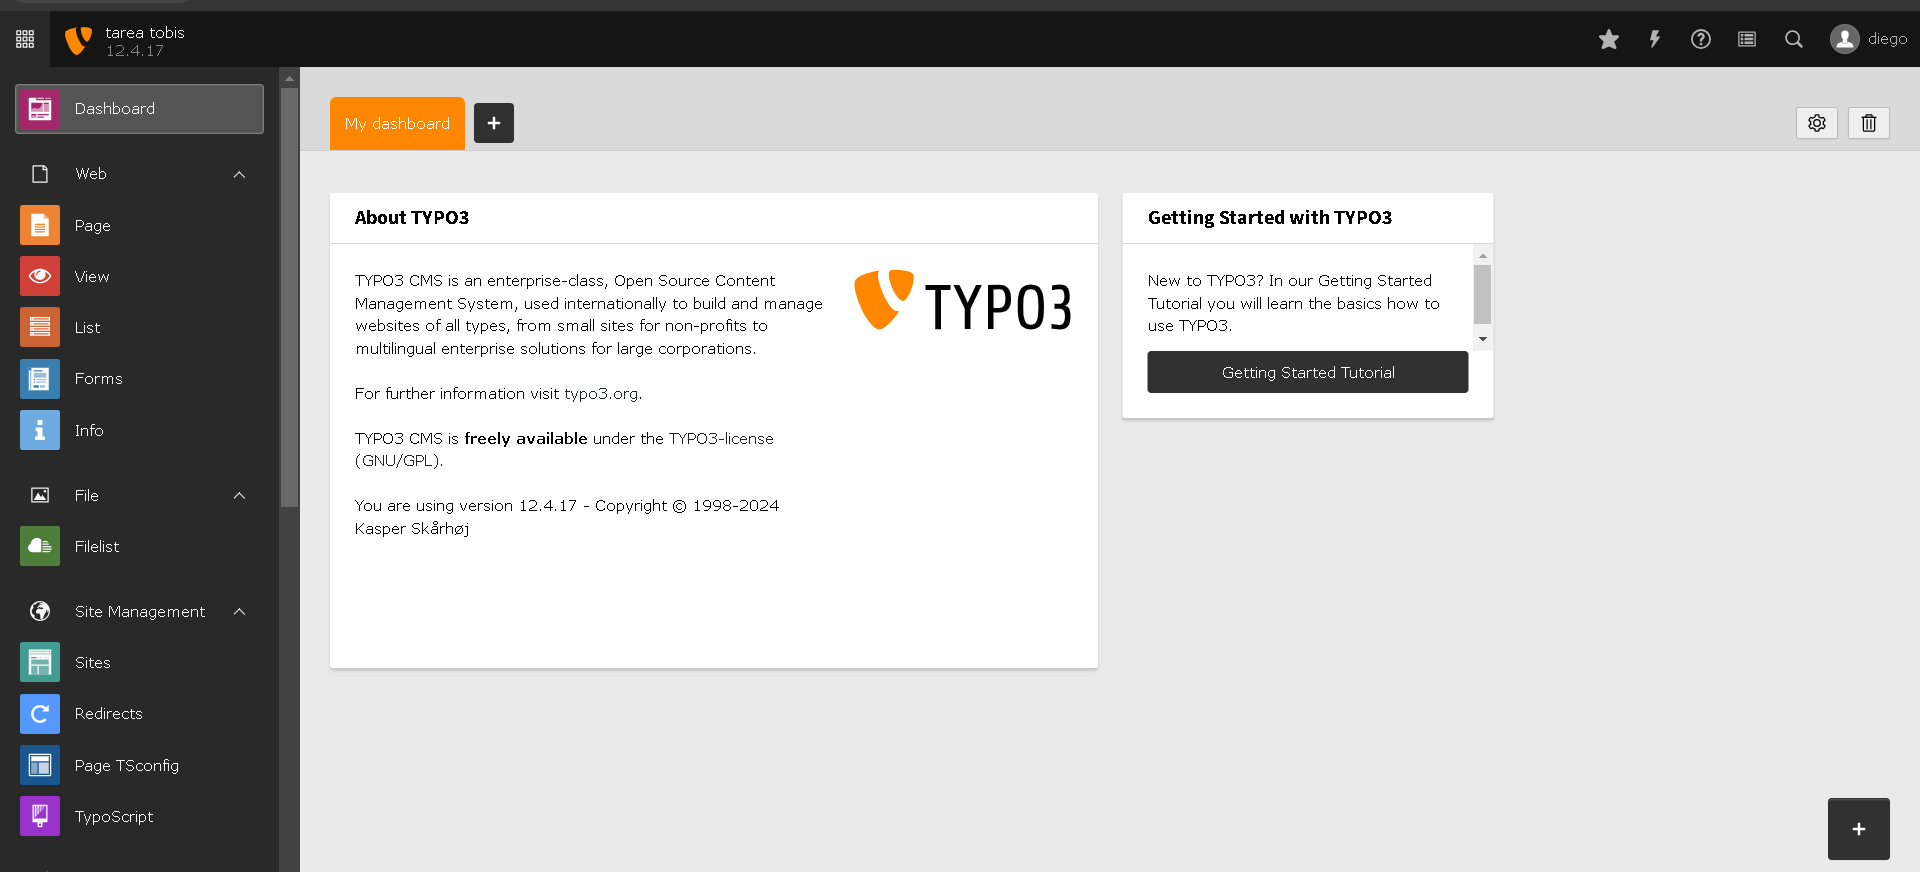 tarea tobis
12.4.17
diego
Dashboard
Web
Page
View
List
Forms
Info
File
Filelist
Site Management
Sites
Redirects
Page TSconfig
TypoScript
My dashboard
About TYPO3
TYPO3 CMS is an enterprise-class, Open Source Content
Management System, used internationally to build and manage
websites of all types, from small sites for non-profits to
multilingual enterprise solutions for large corporations.
For further information visit typo3.org.
TYPO3 CMS is freely available under the TYPO3-license
(GNU/GPL).
You are using version 12.4.17 - Copyright © 1998-2024
Kasper Skårhøj
TYPO3
Getting Started with TYPO3
New to TYPO3? In our Getting Started
Tutorial you will learn the basics how to
use TYPO3.
Getting Started Tutorial